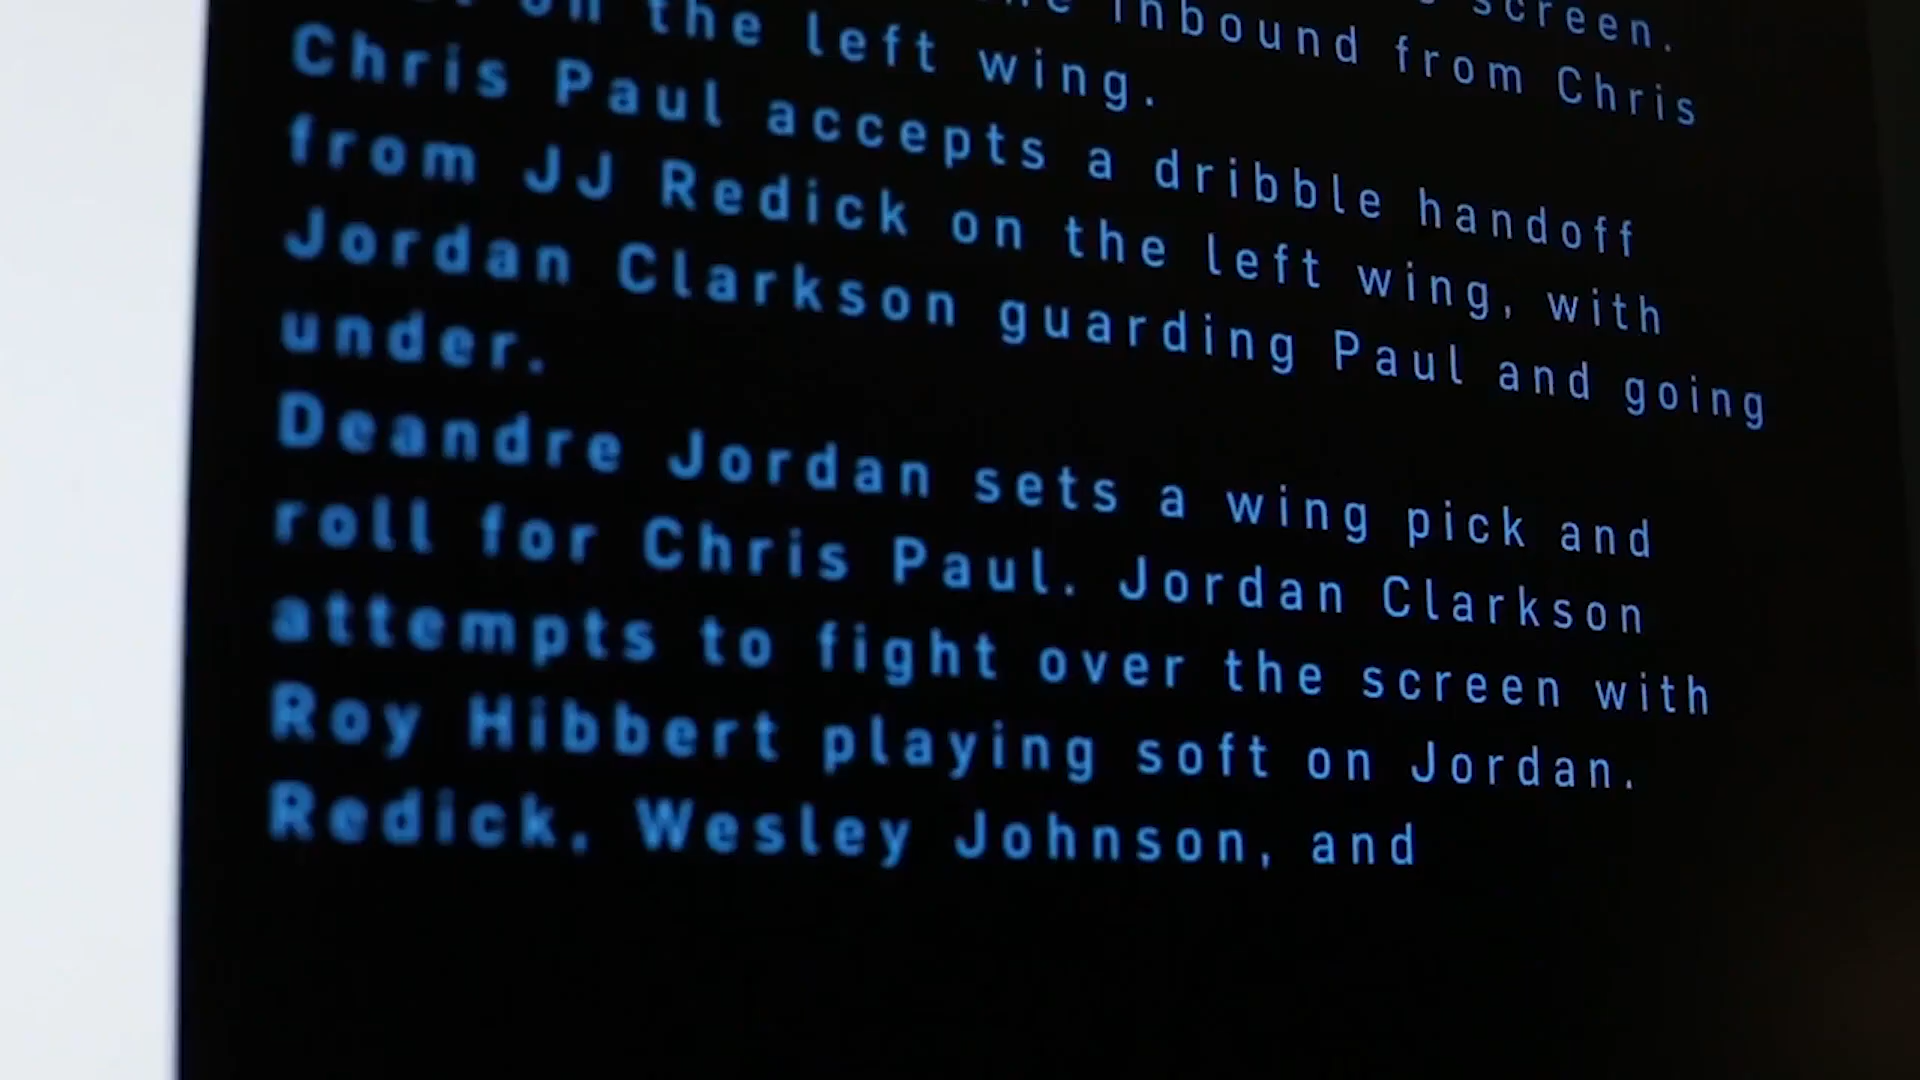 screen.
inbound from Chris
on the left wing.
Chris Paul accepts a dribble handoff
from JJ Redick on the left wing, with
Jordan Clarkson guarding Paul and going
under.
Deandre Jordan sets a wing pick and
roll for Chris Paul. Jordan Clarkson
attempts to fight over the screen with
Roy Hibbert playing soft on Jordan.
Redick, Wesley Johnson, and